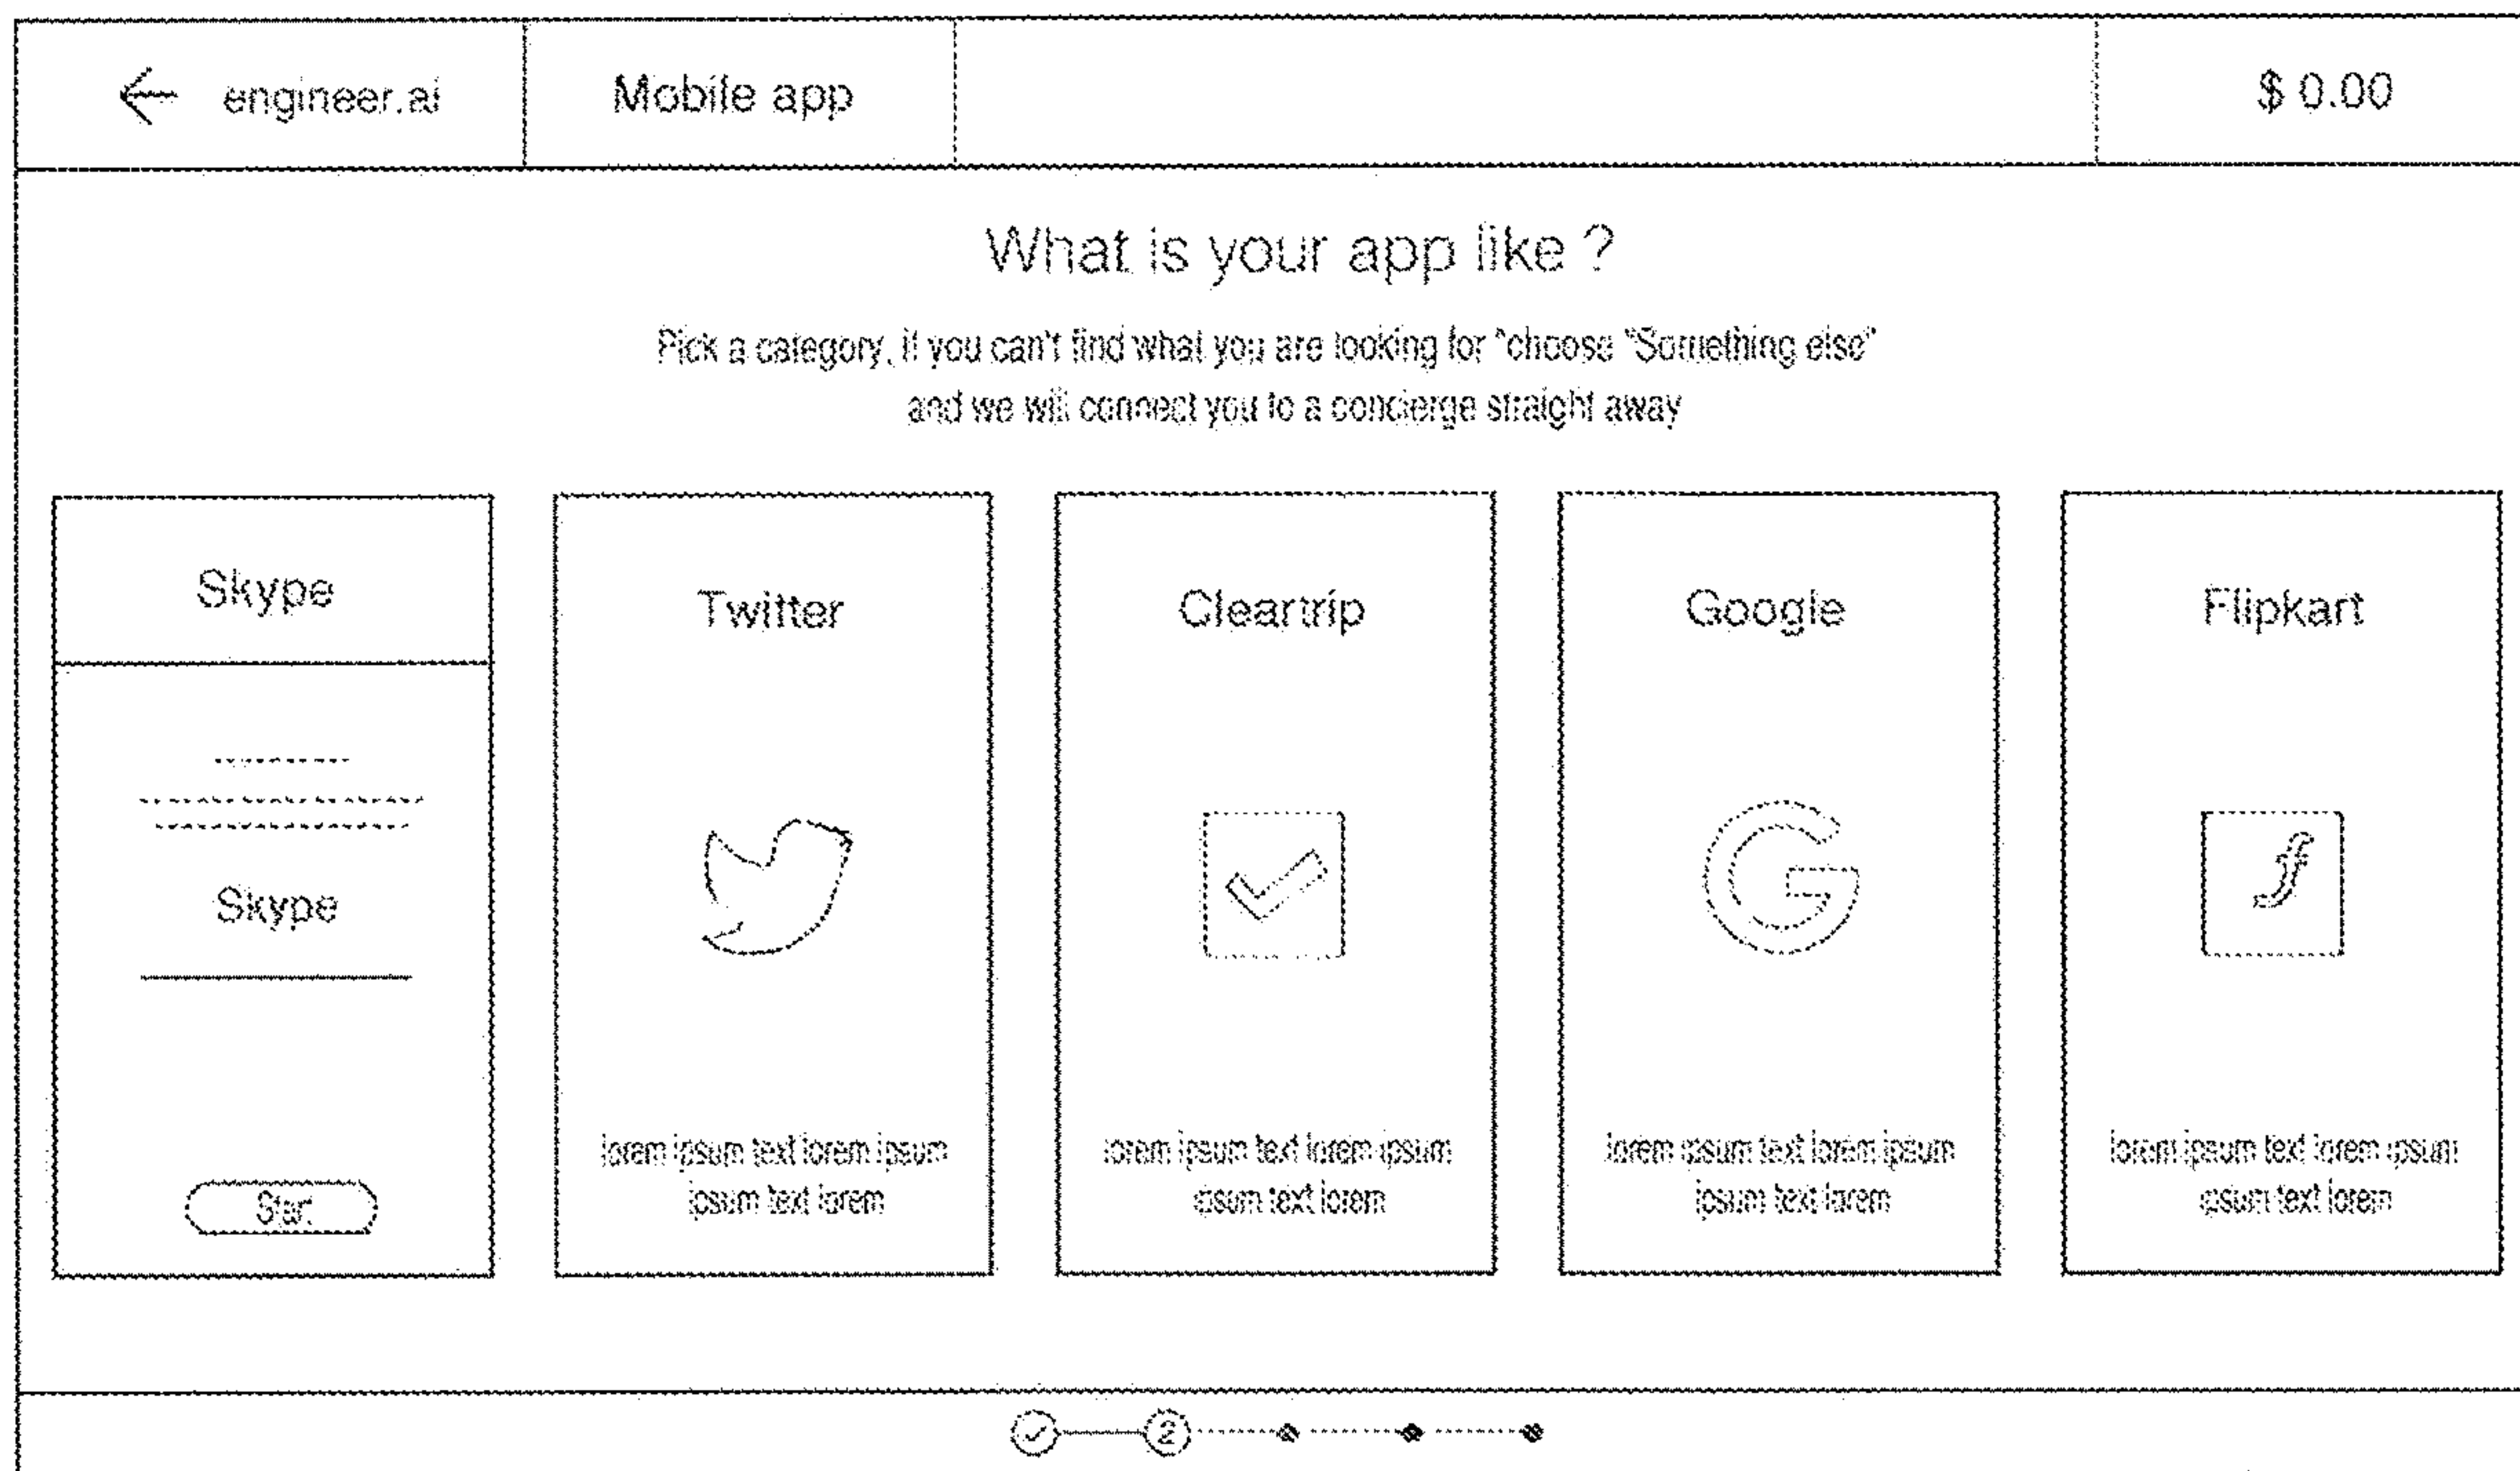 ← engineer.ai
Mobile app
$ 0.00
What is your app like ?
Pick a category, if you can't find what you are looking for "choose "Something else"
and we will connect you to a concierge straight away
Skype
Skype
Start
Twitter
lorem ipsum text lorem ipsum
ipsum text lorem
Cleartrip
lorem ipsum text lorem ipsum
ipsum text lorem
Google
lorem ipsum text lorem ipsum
ipsum text lorem
Flipkart
f
lorem ipsum text lorem ipsum
ipsum text lorem
2